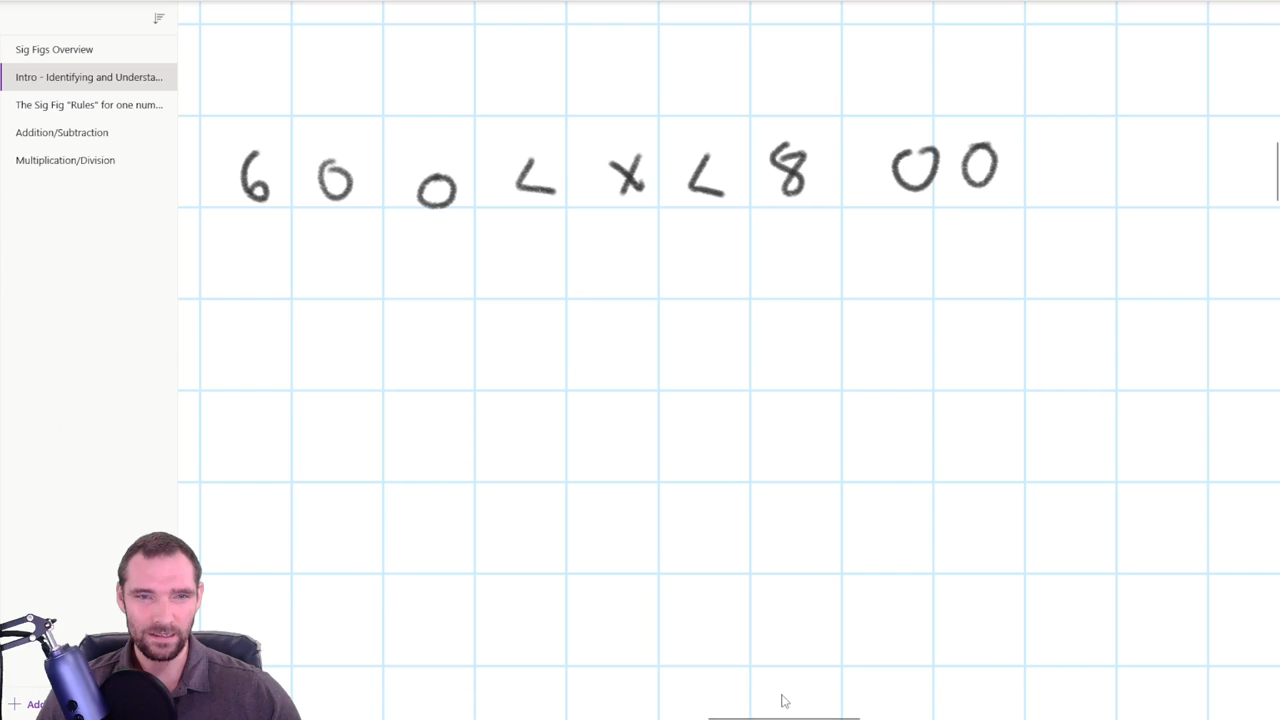 Sig Figs Overview
Intro - Identifying and Understa...
The Sig Fig "Rules" for one num...
Addition/Subtraction
Multiplication/Division
6 0 0 < x < 8 0 0
Add